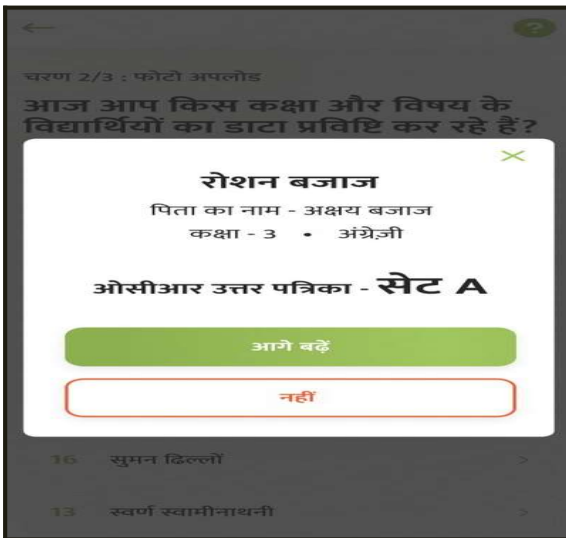 चरण 2/3 : फोटो अपलोड
आज आप किस कक्षा और विषय के
विद्यार्थियों का डाटा प्रविष्टि कर रहे हैं?
रोशन बजाज
पिता का नाम - अक्षय बजाज
कक्षा - 3 • अंग्रेज़ी
ओसीआर उत्तर पत्रिका - सेट A
आगे बढ़ें
नहीं
16 सुमन ढिल्लों
13 स्वर्ण स्वामीनाथनी